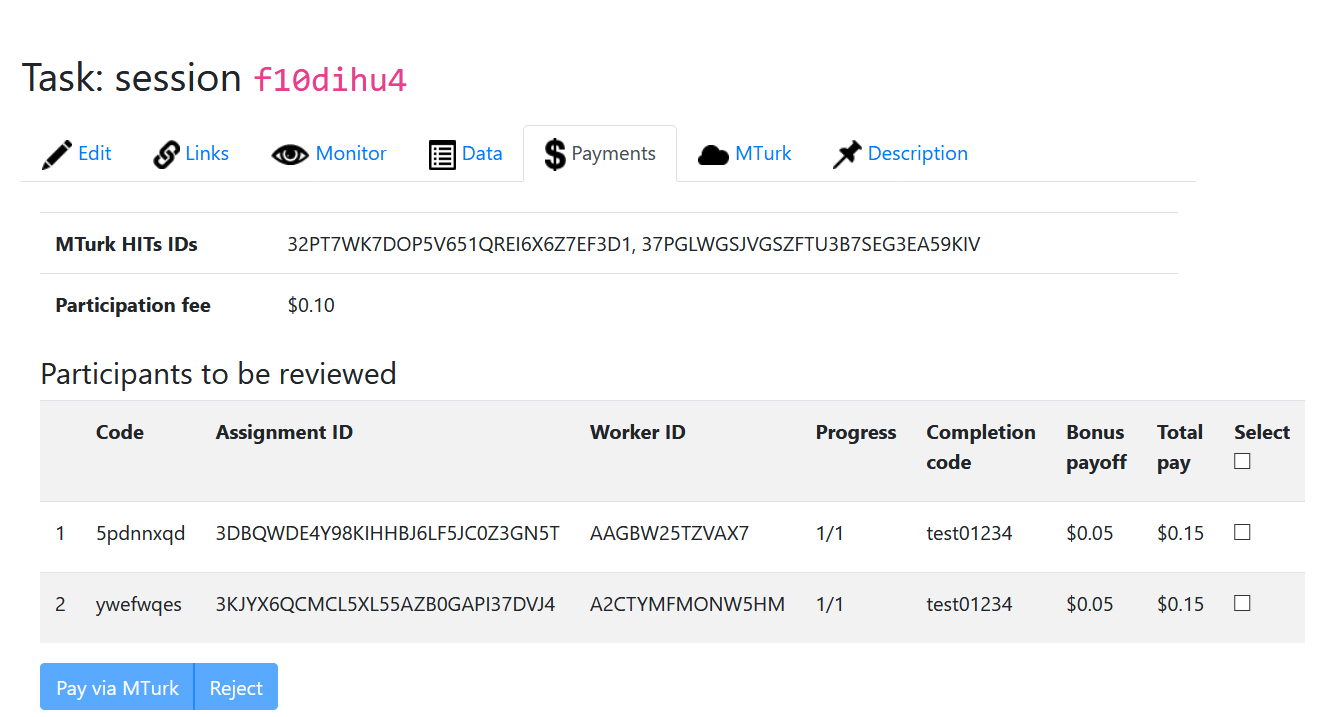 Task: session f10dihu4
Edit Links Monitor Data Payments MTurk Description
MTurk HITs IDs 32PT7WK7DOP5V651QREI6X6Z7EF3D1, 37PGLWGSJVGSZFTU3B7SEG3EA59KIV
Participation fee $0.10
Participants to be reviewed
Code Assignment ID Worker ID Progress Completion code Bonus payoff Total pay Select
1 5pdnnxqd 3DBQWDE4Y98KIHHBJ6LF5JC0Z3GN5T AAGBW25TZVAX7 1/1 test01234 $0.05 $0.15
2 ywefwqes 3KJYX6QCMCL5XL55AZB0GAPI37DVJ4 A2CTYMFMONW5HM 1/1 test01234 $0.05 $0.15
Pay via MTurk Reject